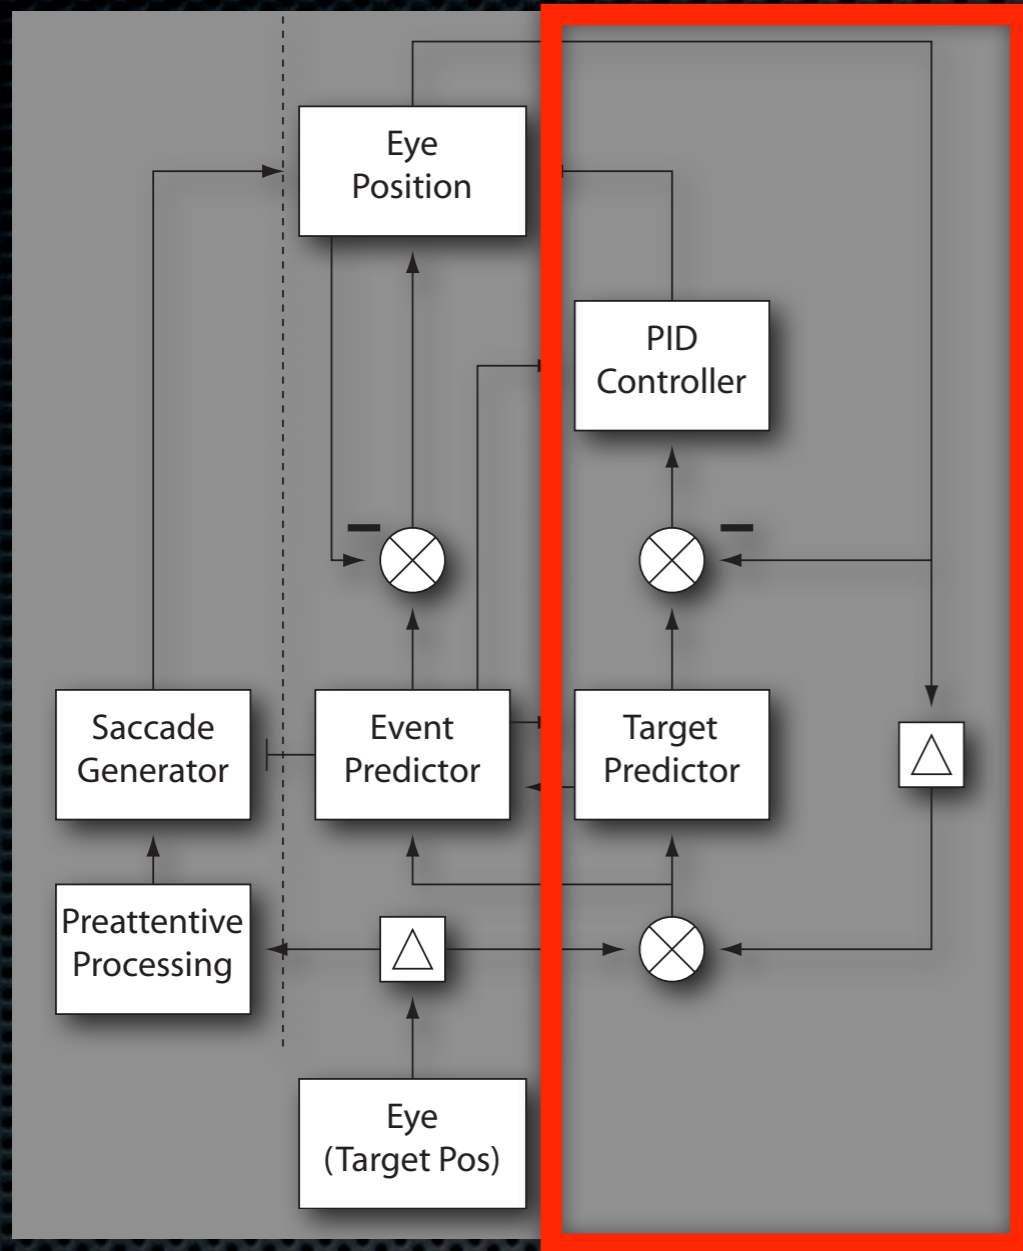 Eye
Position
PID
Controller
Saccade
Generator
Event
Predictor
Target
Predictor
Preattentive
Processing
Eye
(Target Pos)